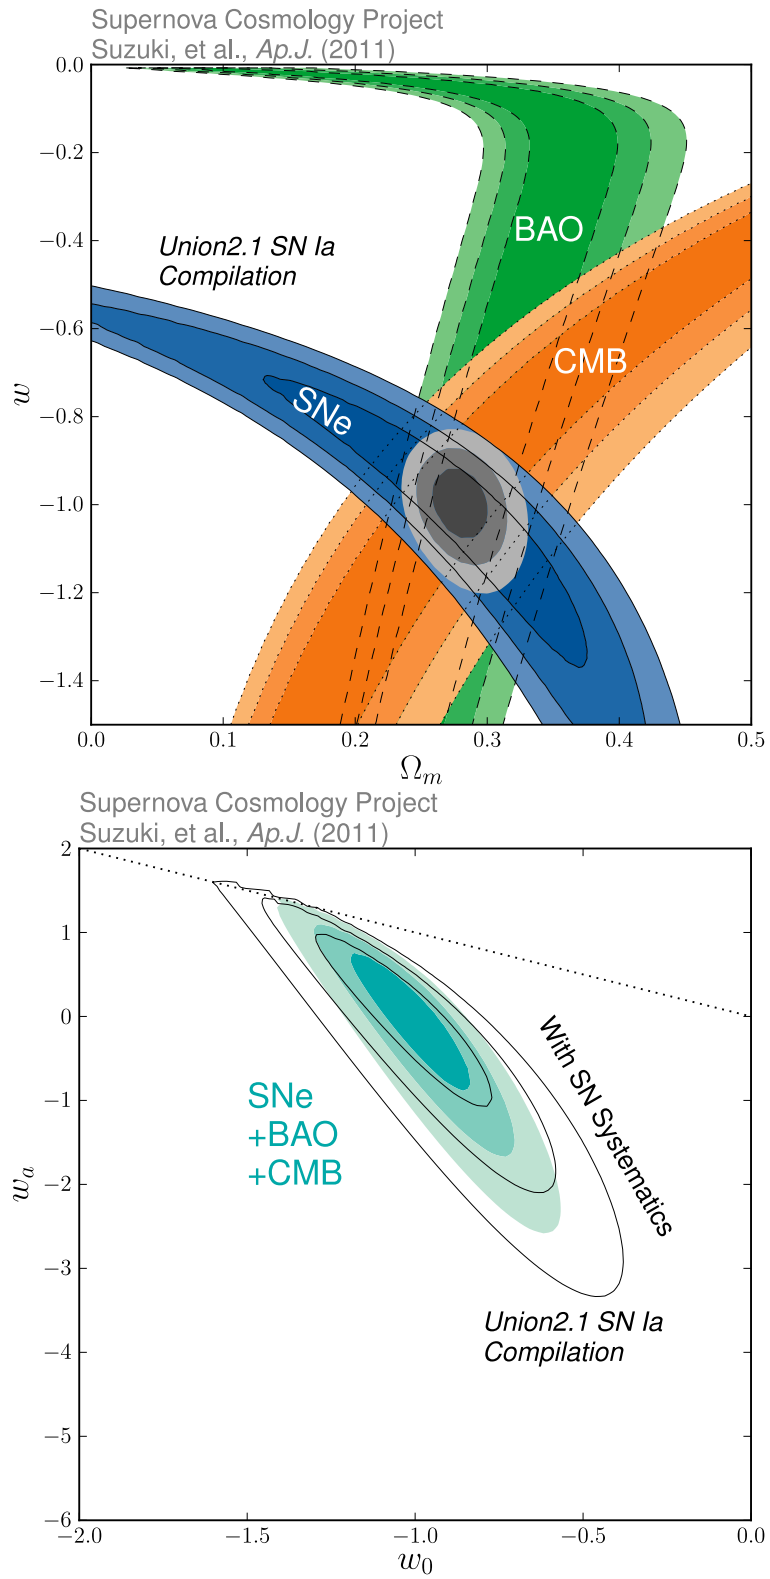 Supernova Cosmology Project
Suzuki, et al., Ap.J. (2011)
0.0
−0.2
−0.4
−0.6
−0.8
−1.0
−1.2
−1.4
w
Union2.1 SN Ia
Compilation
BAO
CMB
SNe
0.0
0.1
0.2
0.3
0.4
0.5
Ωm
Supernova Cosmology Project
Suzuki, et al., Ap.J. (2011)
2
1
0
−1
−2
−3
−4
−5
−6
wa
SNe
+BAO
+CMB
With SN Systematics
Union2.1 SN Ia
Compilation
−2.0
−1.5
−1.0
−0.5
0.0
w0